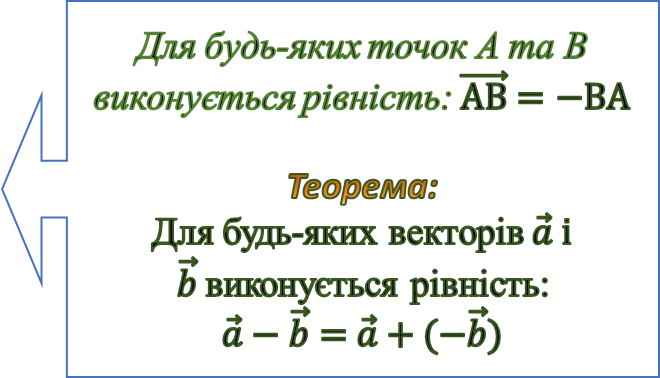 Для будь-яких точок A та B
виконується рівність: $\overrightarrow{AB} = -BA$
Теорема:
Для будь-яких векторів $\vec{a}$ і
$\vec{b}$ виконується рівність:
$\vec{a} - \vec{b} = \vec{a} + (-\vec{b})$